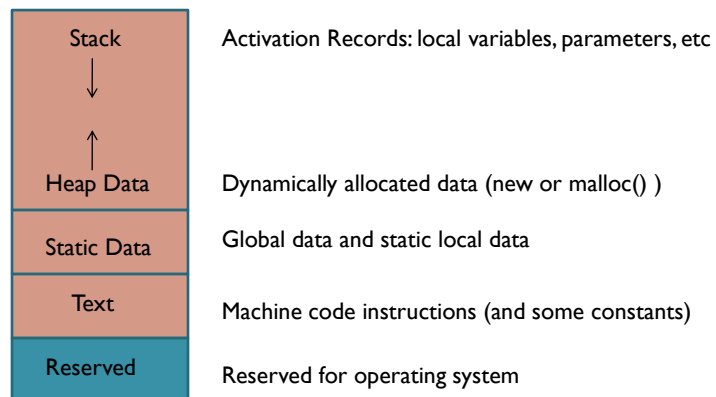 Stack
Activation Records: local variables, parameters, etc
Heap Data
Dynamically allocated data (new or malloc() )
Static Data
Global data and static local data
Text
Machine code instructions (and some constants)
Reserved
Reserved for operating system